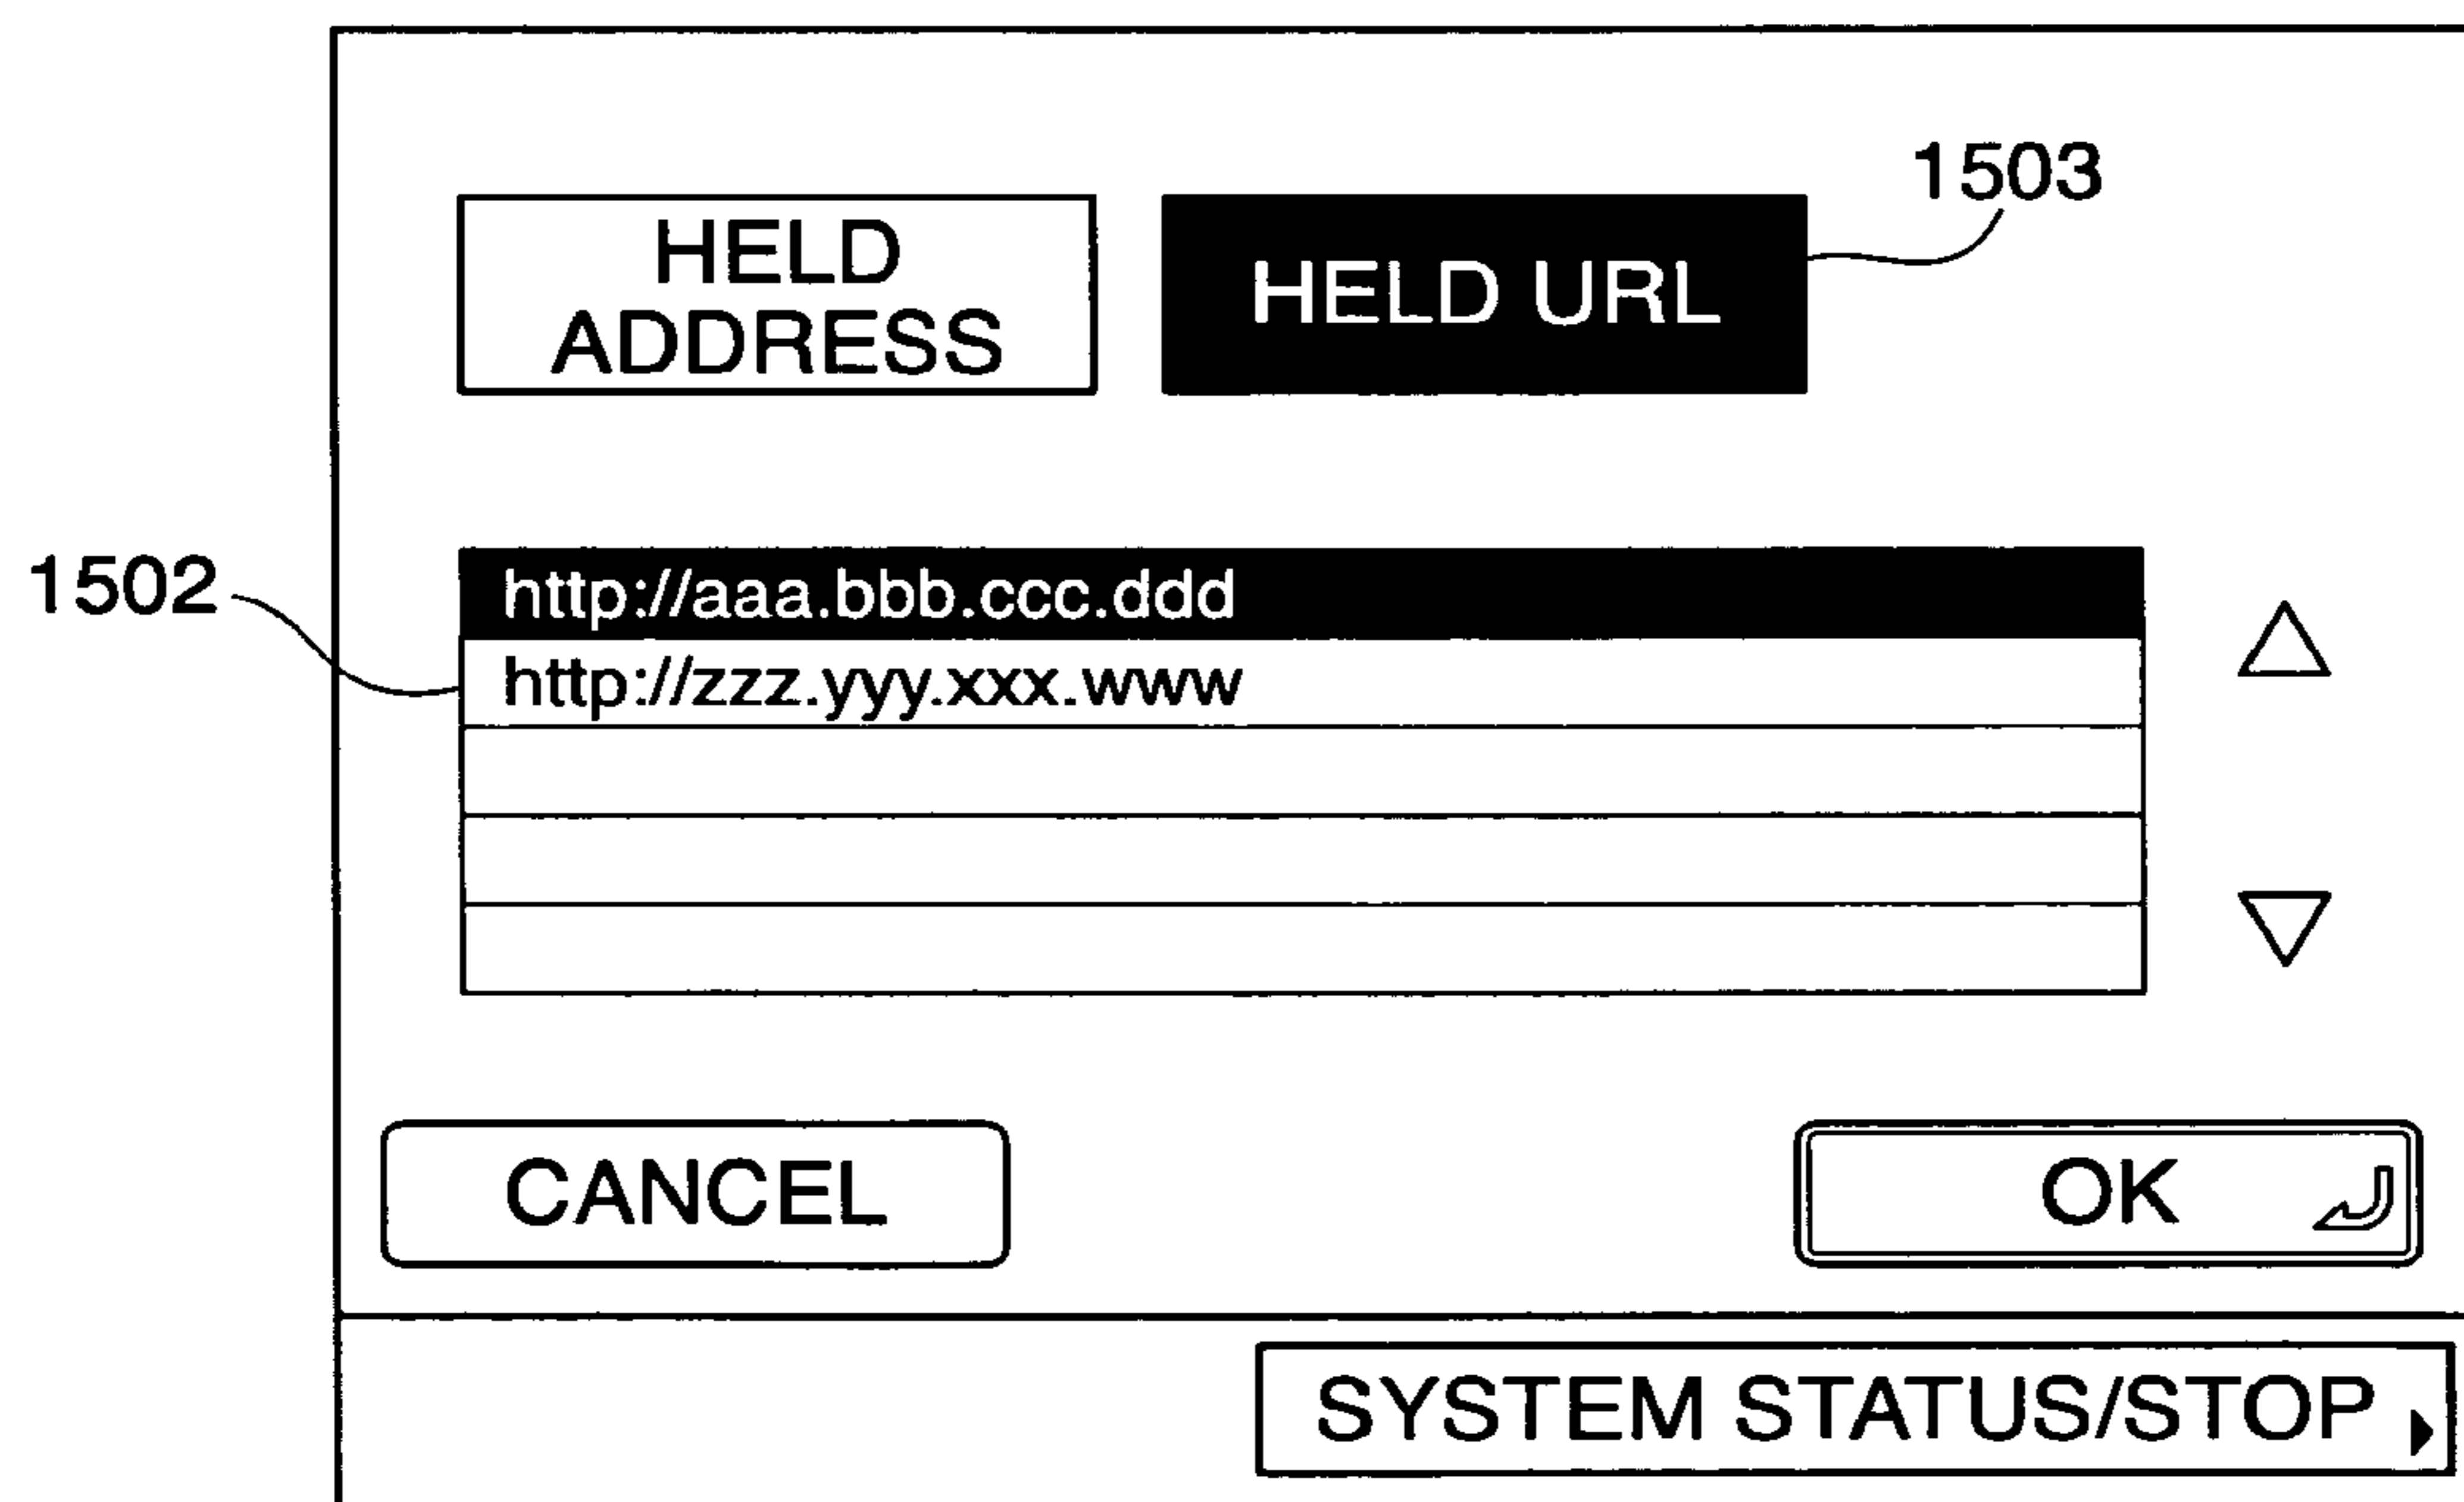 1503
HELD
ADDRESS
HELD URL
1502
http://aaa.bbb.ccc.ddd
http://zzz.yyy.xxx.www
CANCEL
OK
SYSTEM STATUS/STOP